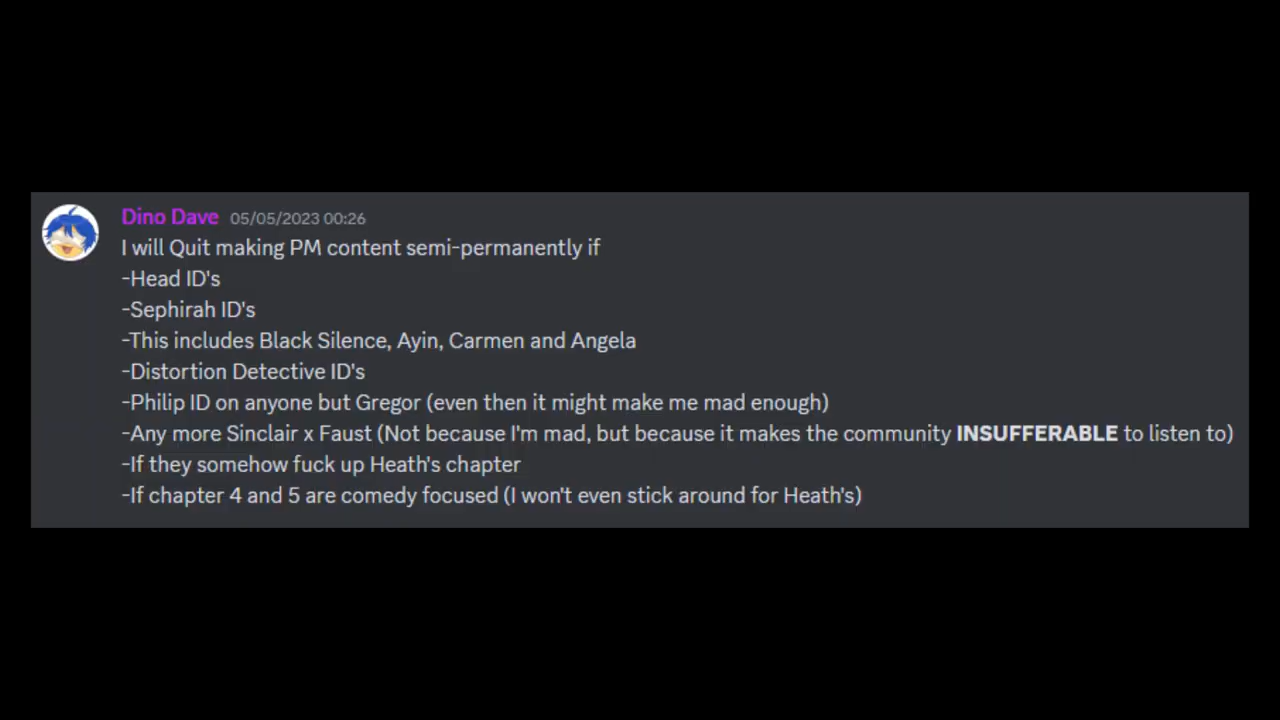 Dino Dave 05/05/2023 00:26
I will Quit making PM content semi-permanently if
-Head ID's
-Sephirah ID's
-This includes Black Silence, Ayin, Carmen and Angela
-Distortion Detective ID's
-Philip ID on anyone but Gregor (even then it might make me mad enough)
-Any more Sinclair x Faust (Not because I'm mad, but because it makes the community INSUFFERABLE to listen to)
-If they somehow fuck up Heath's chapter
-If chapter 4 and 5 are comedy focused (I won't even stick around for Heath's)